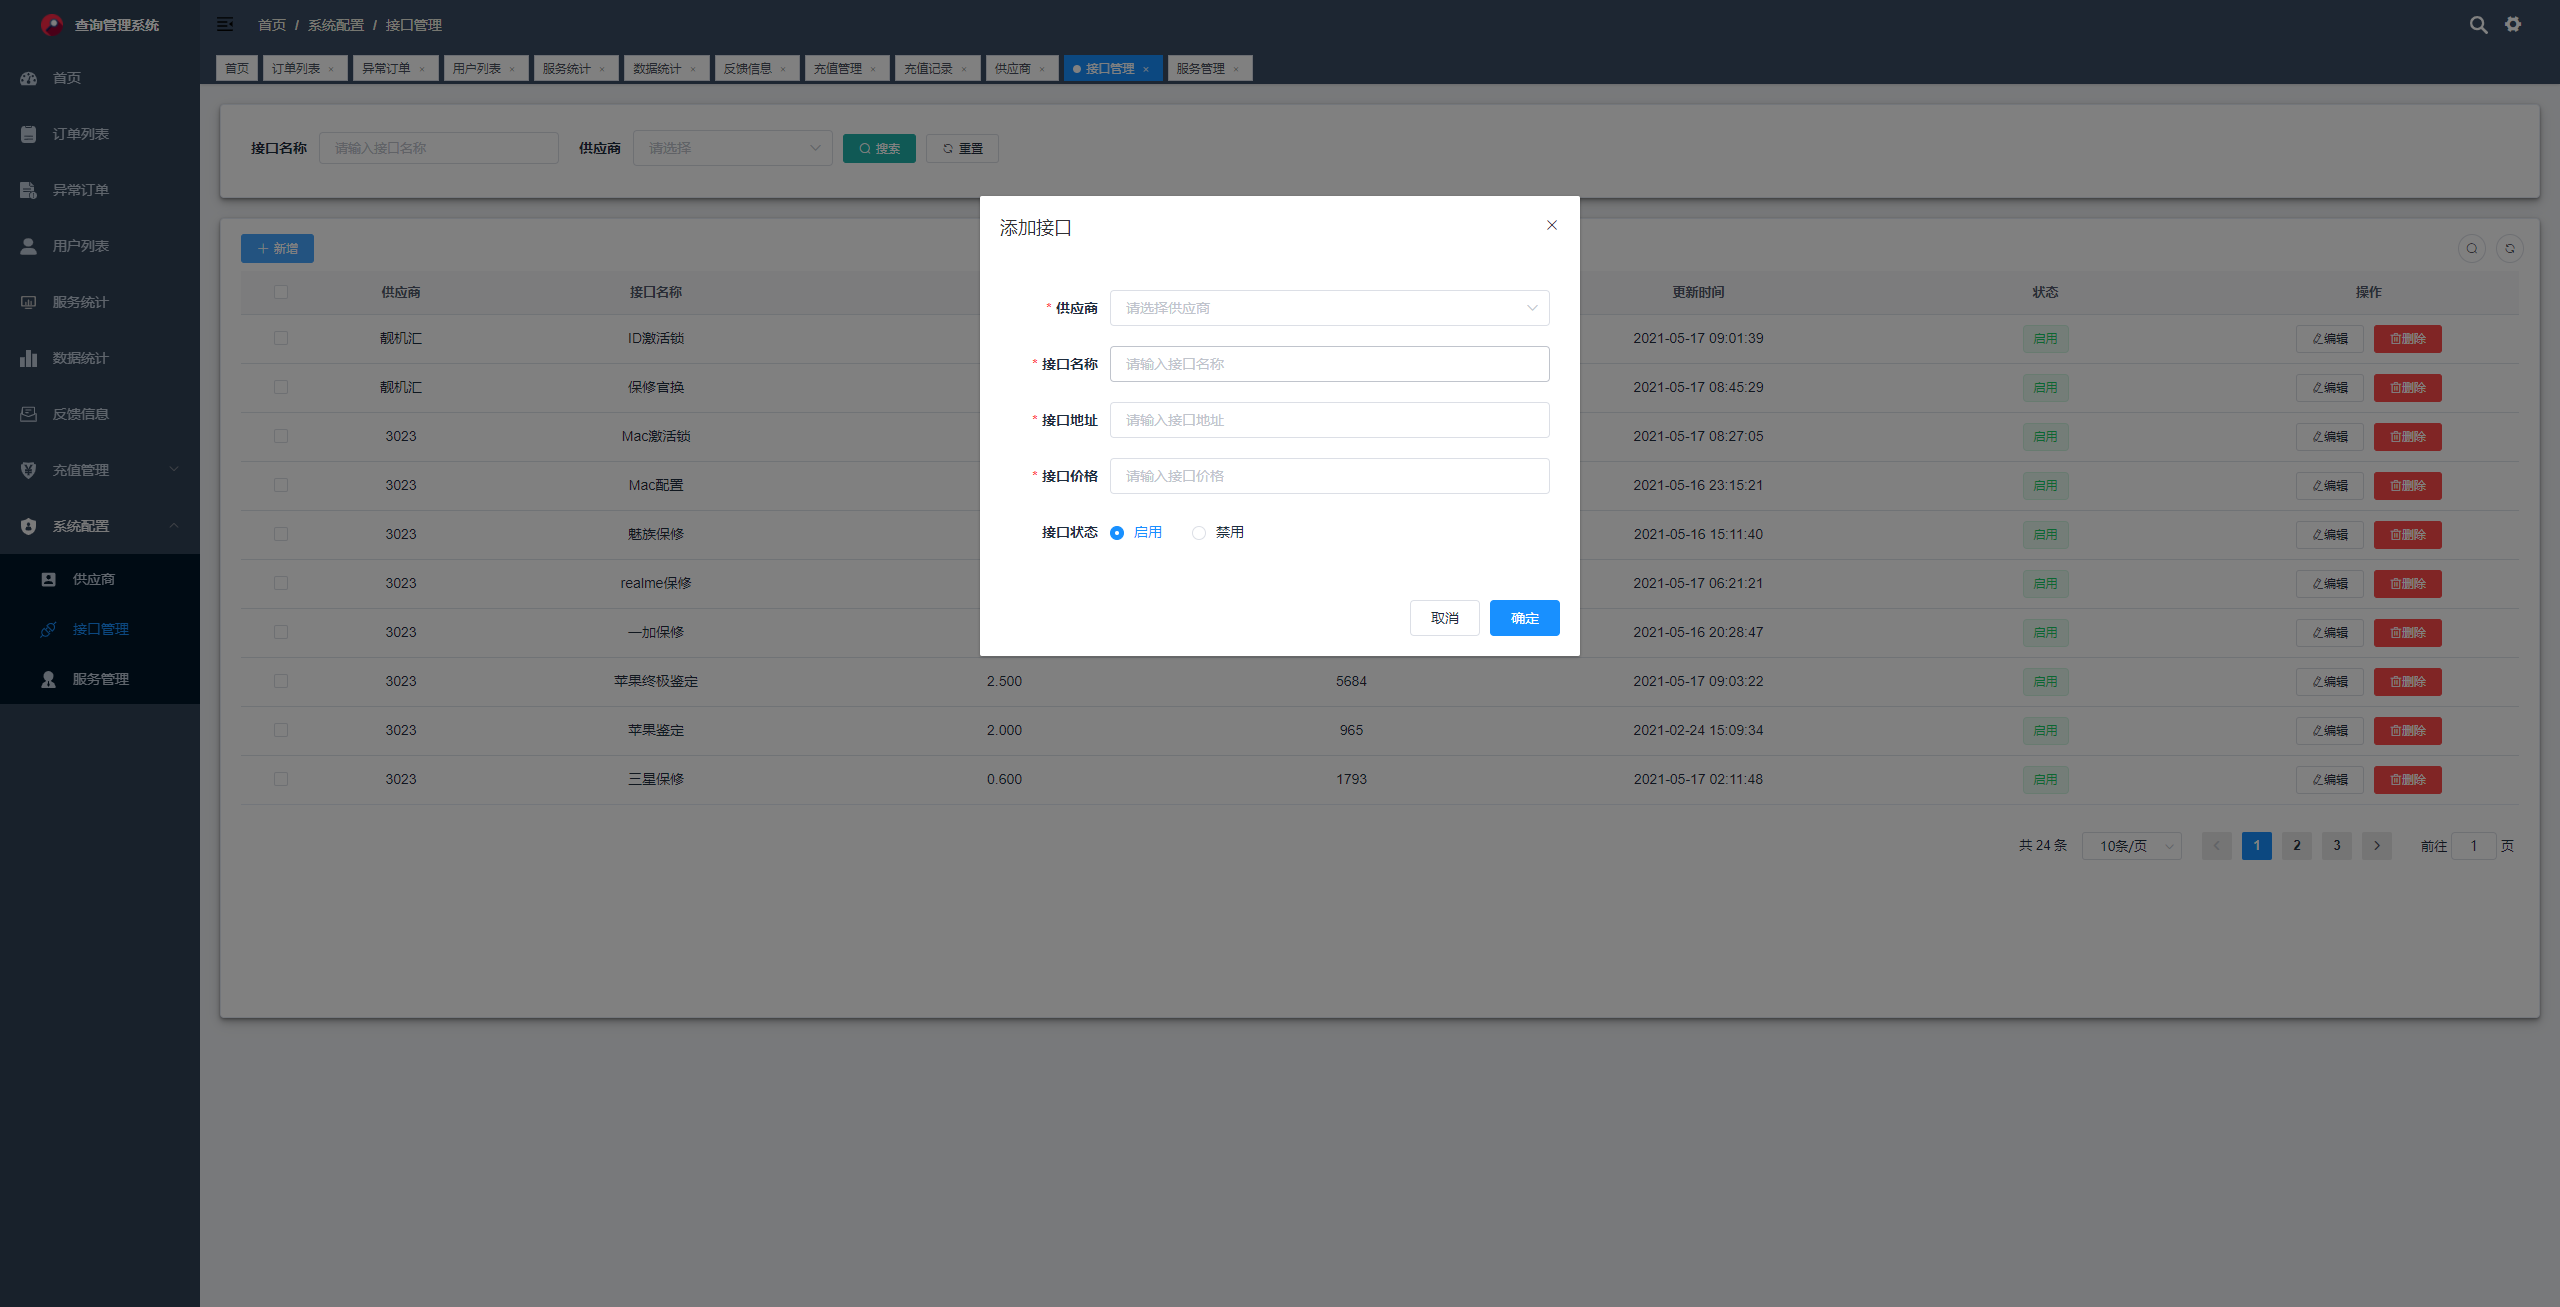 查询管理系统
首页 / 系统配置 / 接口管理
首页 订单列表 × 异常订单 × 用户列表 × 服务统计 × 数据统计 × 反馈信息 × 充值管理 × 充值记录 × 供应商 × 接口管理 × 服务管理 ×
首页
订单列表
异常订单
用户列表
服务统计
数据统计
反馈信息
充值管理
系统配置
供应商
接口管理
服务管理
接口名称 请输入接口名称 供应商 请选择 搜索 重置
新增
供应商 接口名称 更新时间 状态 操作
靓机汇 ID激活锁 2021-05-17 09:01:39 启用 编辑 删除
靓机汇 保修官换 2021-05-17 08:45:29 启用 编辑 删除
3023 Mac激活锁 2021-05-17 08:27:05 启用 编辑 删除
3023 Mac配置 2021-05-16 23:15:21 启用 编辑 删除
3023 魅族保修 2021-05-16 15:11:40 启用 编辑 删除
3023 realme保修 2021-05-17 06:21:21 启用 编辑 删除
3023 一加保修 2021-05-16 20:28:47 启用 编辑 删除
3023 苹果终极鉴定 2.500 5684 2021-05-17 09:03:22 启用 编辑 删除
3023 苹果鉴定 2.000 965 2021-02-24 15:09:34 启用 编辑 删除
3023 三星保修 0.600 1793 2021-05-17 02:11:48 启用 编辑 删除
共 24 条 10条/页 1 2 3 前往 1 页
添加接口
* 供应商 请选择供应商
* 接口名称 请输入接口名称
* 接口地址 请输入接口地址
* 接口价格 请输入接口价格
接口状态 启用 禁用
取消 确定